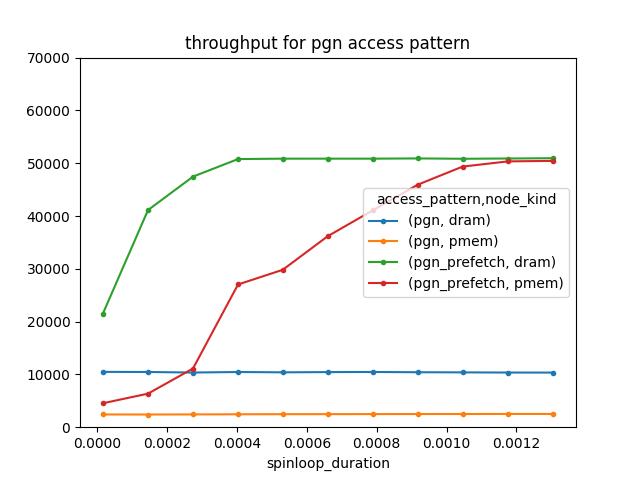 throughput for pgn access pattern
70000
60000
50000
40000
30000
20000
10000
0
access_pattern,node_kind
(pgn, dram)
(pgn, pmem)
(pgn_prefetch, dram)
(pgn_prefetch, pmem)
0.0000 0.0002 0.0004 0.0006 0.0008 0.0010 0.0012
spinloop_duration